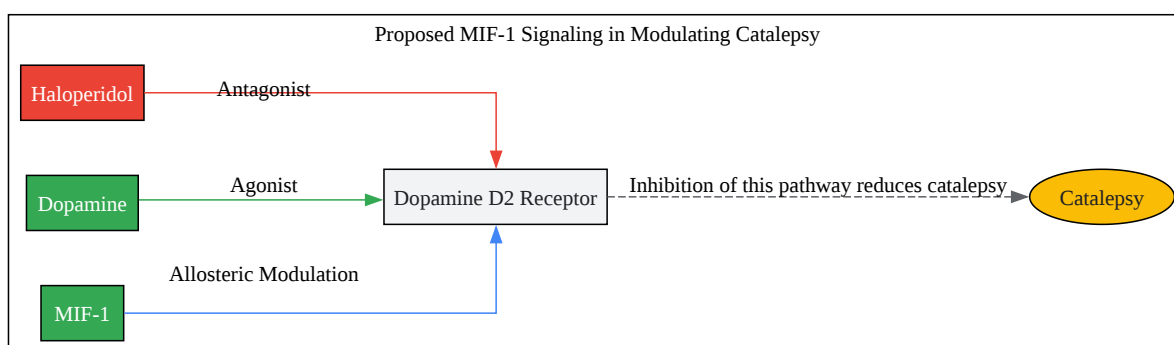 Proposed MIF-1 Signaling in Modulating Catalepsy
Haloperidol
Antagonist
Dopamine
Agonist
Dopamine D2 Receptor
Inhibition of this pathway reduces catalepsy
Catalepsy
Allosteric Modulation
MIF-1